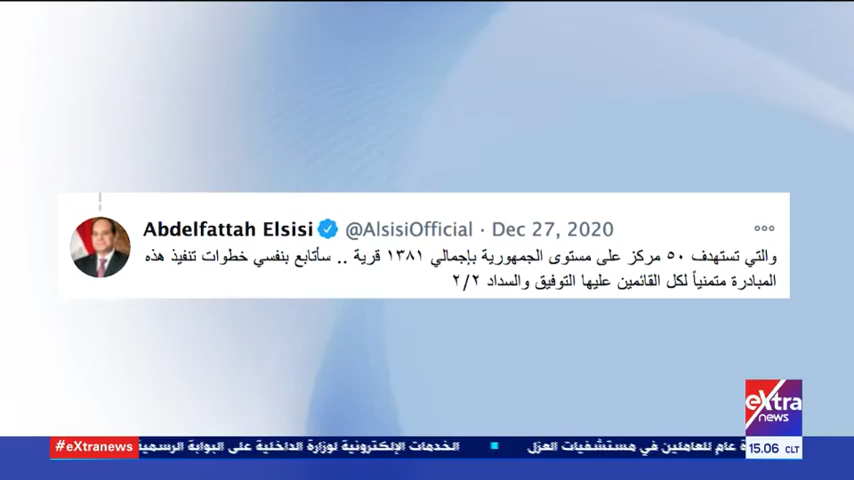 Abdelfattah Elsisi @AlsisiOfficial · Dec 27, 2020
والتي تستهدف ٥٠ مركز على مستوى الجمهورية بإجمالي ١٣٨١ قرية .. سأتابع بنفسي خطوات تنفيذ هذه
المبادرة متمنياً لكل القائمين عليها التوفيق والسداد ٢/٢
eXtra
news
#eXtranews
الخدمات الإلكترونية لوزارة الداخلية على البوابة الرسمية
عام للعاملين في مستشفيات العزل
15.06 CLT